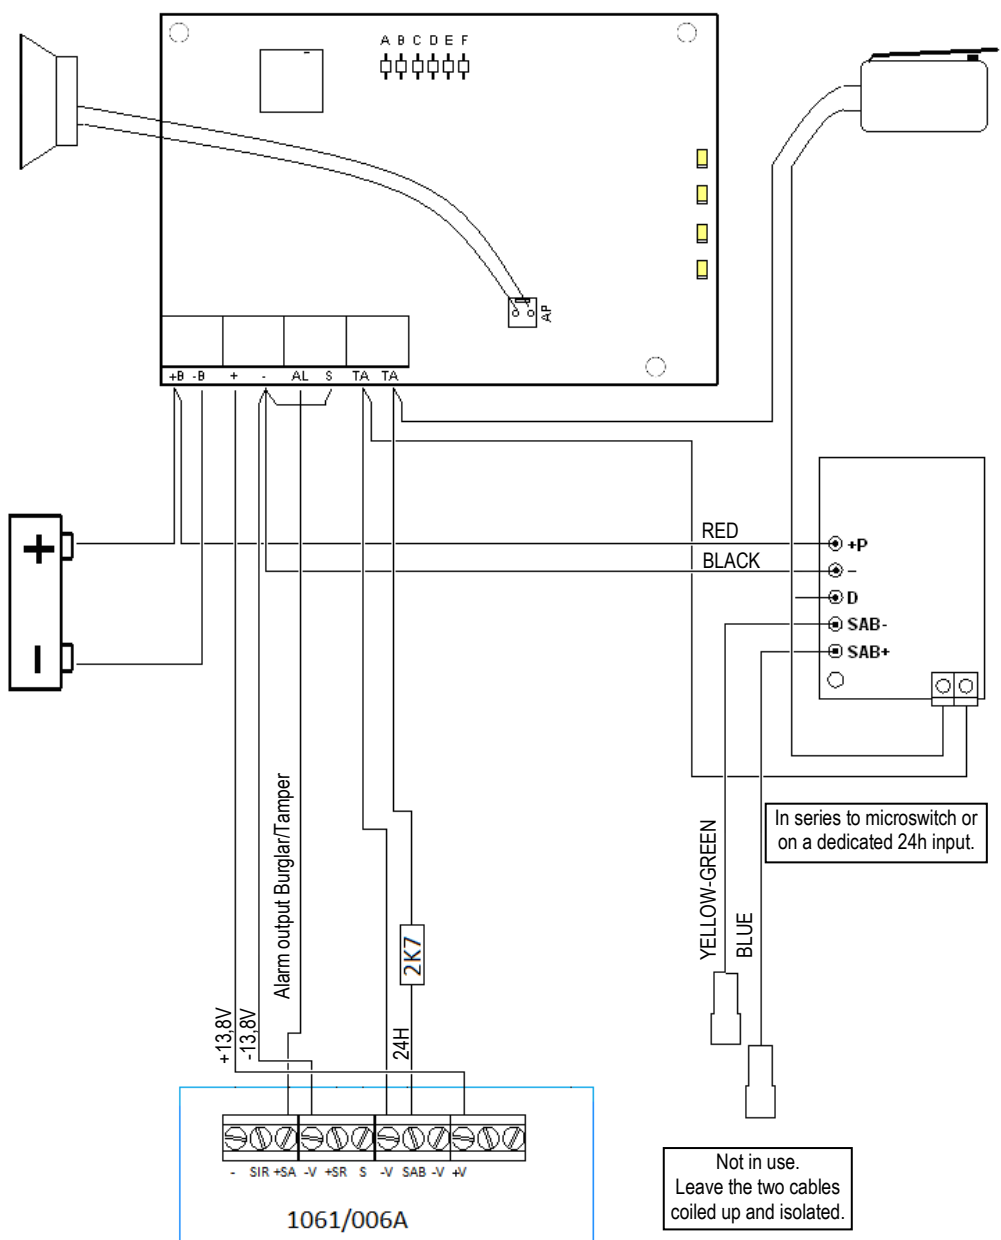 A B C D E F
AP
+B -B + - AL S TA TA
RED
BLACK
+P
–
D
SAB-
SAB+
+
–
In series to microswitch or
on a dedicated 24h input.
Alarm output Burglar/Tamper
YELLOW-GREEN
BLUE
2K7
+13,8V
-13,8V
24H
- SIR +SA -V +SR S -V SAB -V +V
1061/006A
Not in use.
Leave the two cables
coiled up and isolated.